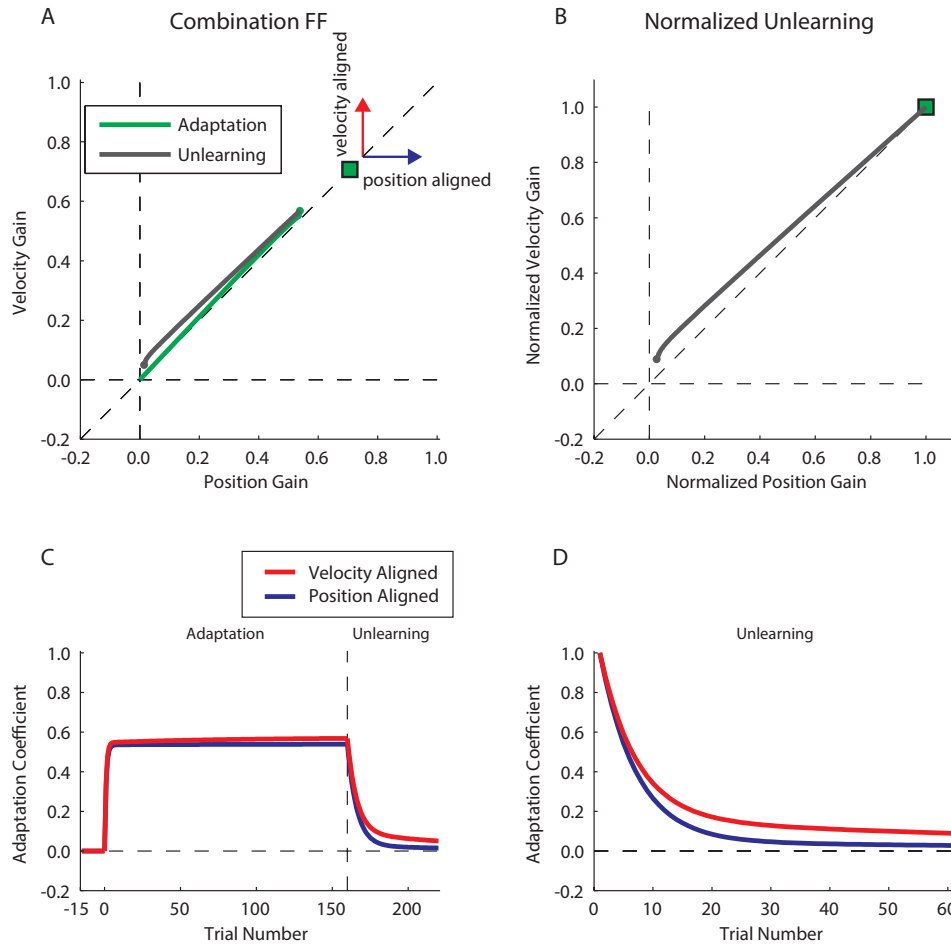 A
Combination FF
velocity aligned
position aligned
Adaptation
Unlearning
Velocity Gain
1.0
0.8
0.6
0.4
0.2
0.0
-0.2
-0.2 0.0 0.2 0.4 0.6 0.8 1.0
Position Gain
B
Normalized Unlearning
Normalized Velocity Gain
1.0
0.8
0.6
0.4
0.2
0.0
-0.2
-0.2 0.0 0.2 0.4 0.6 0.8 1.0
Normalized Position Gain
C
Velocity Aligned
Position Aligned
Adaptation Unlearning
Adaptation Coefficient
1.0
0.8
0.6
0.4
0.2
0.0
-0.2
-15 0 50 100 150 200
Trial Number
D
Unlearning
Adaptation Coefficient
1.0
0.8
0.6
0.4
0.2
0.0
-0.2
0 10 20 30 40 50 60
Trial Number